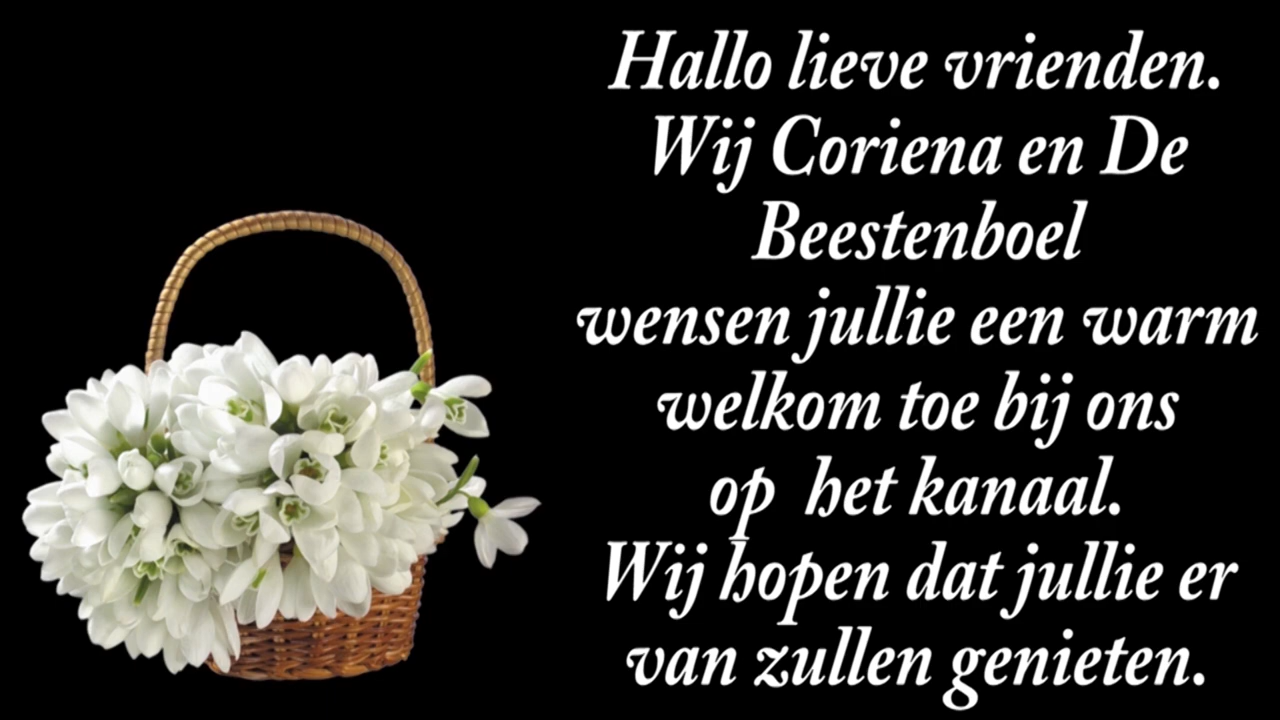 Hallo lieve vrienden.
Wij Coriena en De
Beestenboel
wensen jullie een warm
welkom toe bij ons
op het kanaal.
Wij hopen dat jullie er
van zullen genieten.